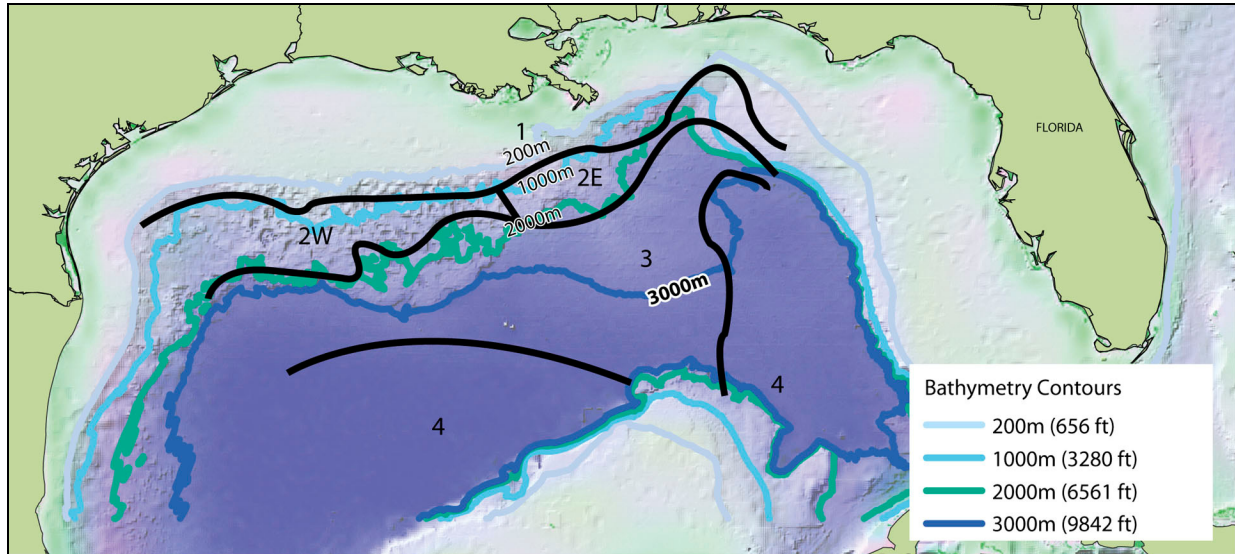 FLORIDA
1
200m
1000m
2E
2000m
2W
3
3000m
4
4
Bathymetry Contours
200m (656 ft)
1000m (3280 ft)
2000m (6561 ft)
3000m (9842 ft)